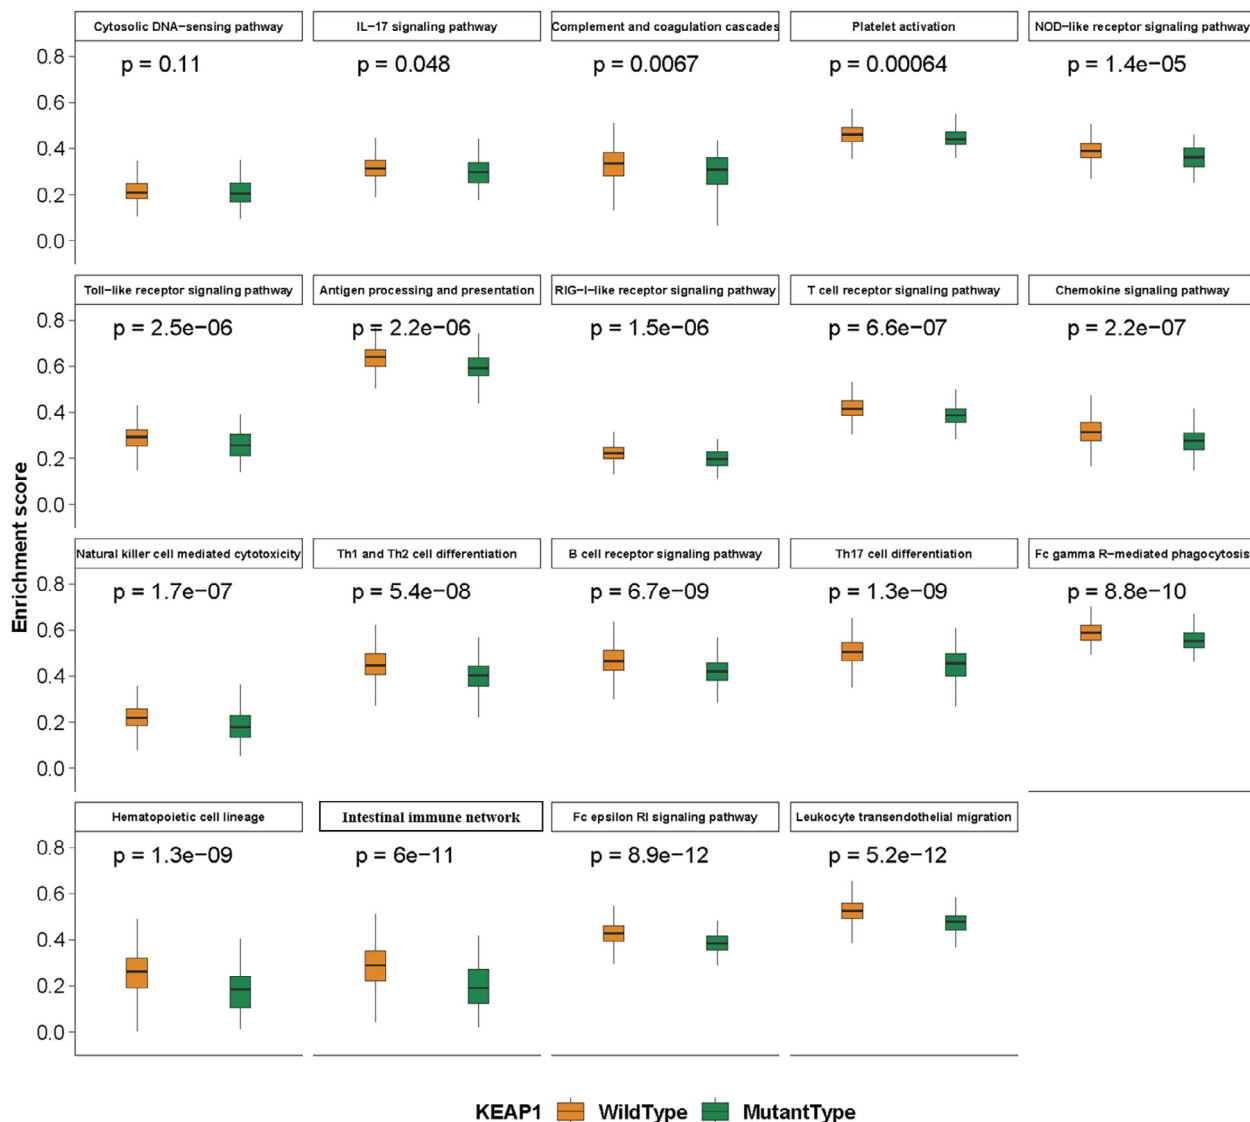 Cytosolic DNA−sensing pathway
IL−17 signaling pathway
Complement and coagulation cascades
Platelet activation
NOD−like receptor signaling pathway
p = 0.11
p = 0.048
p = 0.0067
p = 0.00064
p = 1.4e−05
0.8
0.6
0.4
0.2
0.0
Toll−like receptor signaling pathway
Antigen processing and presentation
RIG−I−like receptor signaling pathway
T cell receptor signaling pathway
Chemokine signaling pathway
p = 2.5e−06
p = 2.2e−06
p = 1.5e−06
p = 6.6e−07
p = 2.2e−07
0.8
0.6
0.4
0.2
0.0
Enrichment score
Natural killer cell mediated cytotoxicity
Th1 and Th2 cell differentiation
B cell receptor signaling pathway
Th17 cell differentiation
Fc gamma R−mediated phagocytosis
p = 1.7e−07
p = 5.4e−08
p = 6.7e−09
p = 1.3e−09
p = 8.8e−10
0.8
0.6
0.4
0.2
0.0
Hematopoietic cell lineage
Intestinal immune network
Fc epsilon RI signaling pathway
Leukocyte transendothelial migration
p = 1.3e−09
p = 6e−11
p = 8.9e−12
p = 5.2e−12
0.8
0.6
0.4
0.2
0.0
KEAP1 WildType MutantType